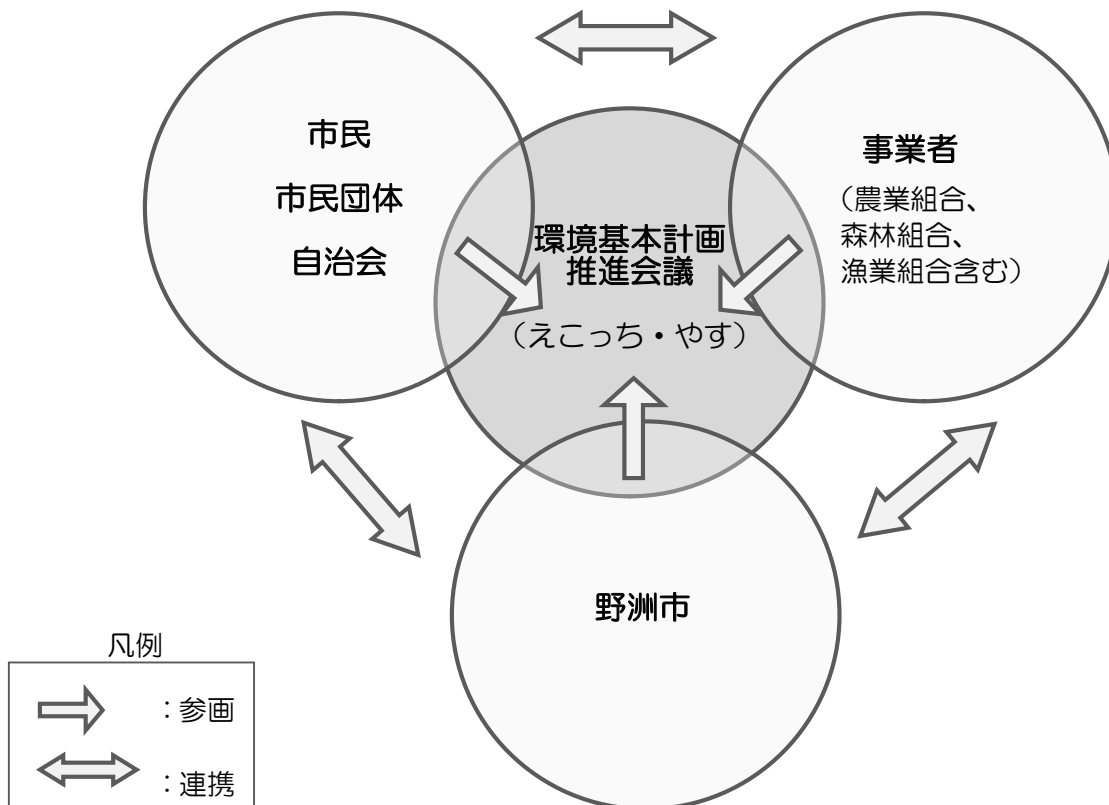 市民
市民団体
自治会
事業者
（農業組合、
森林組合、
漁業組合含む）
環境基本計画
推進会議
（えこっち・やす）
野洲市
凡例
：参画
：連携